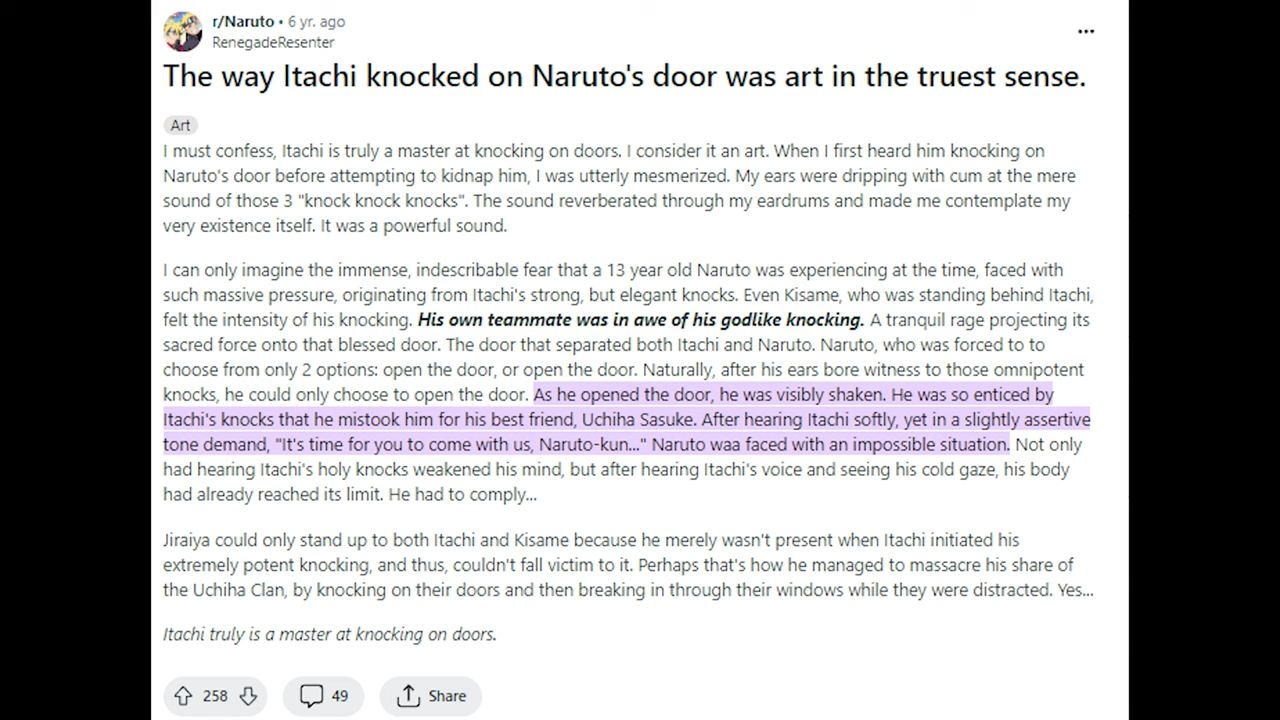 r/Naruto • 6 yr. ago
RenegadeResenter
The way Itachi knocked on Naruto's door was art in the truest sense.
Art
I must confess, Itachi is truly a master at knocking on doors. I consider it an art. When I first heard him knocking on
Naruto's door before attempting to kidnap him, I was utterly mesmerized. My ears were dripping with cum at the mere
sound of those 3 "knock knock knocks". The sound reverberated through my eardrums and made me contemplate my
very existence itself. It was a powerful sound.
I can only imagine the immense, indescribable fear that a 13 year old Naruto was experiencing at the time, faced with
such massive pressure, originating from Itachi's strong, but elegant knocks. Even Kisame, who was standing behind Itachi,
felt the intensity of his knocking. His own teammate was in awe of his godlike knocking. A tranquil rage projecting its
sacred force onto that blessed door. The door that separated both Itachi and Naruto. Naruto, who was forced to to
choose from only 2 options: open the door, or open the door. Naturally, after his ears bore witness to those omnipotent
knocks, he could only choose to open the door. As he opened the door, he was visibly shaken. He was so enticed by
Itachi's knocks that he mistook him for his best friend, Uchiha Sasuke. After hearing Itachi softly, yet in a slightly assertive
tone demand, "It's time for you to come with us, Naruto-kun..." Naruto waa faced with an impossible situation. Not only
had hearing Itachi's holy knocks weakened his mind, but after hearing Itachi's voice and seeing his cold gaze, his body
had already reached its limit. He had to comply...
Jiraiya could only stand up to both Itachi and Kisame because he merely wasn't present when Itachi initiated his
extremely potent knocking, and thus, couldn't fall victim to it. Perhaps that's how he managed to massacre his share of
the Uchiha Clan, by knocking on their doors and then breaking in through their windows while they were distracted. Yes...
Itachi truly is a master at knocking on doors.
258
49
Share